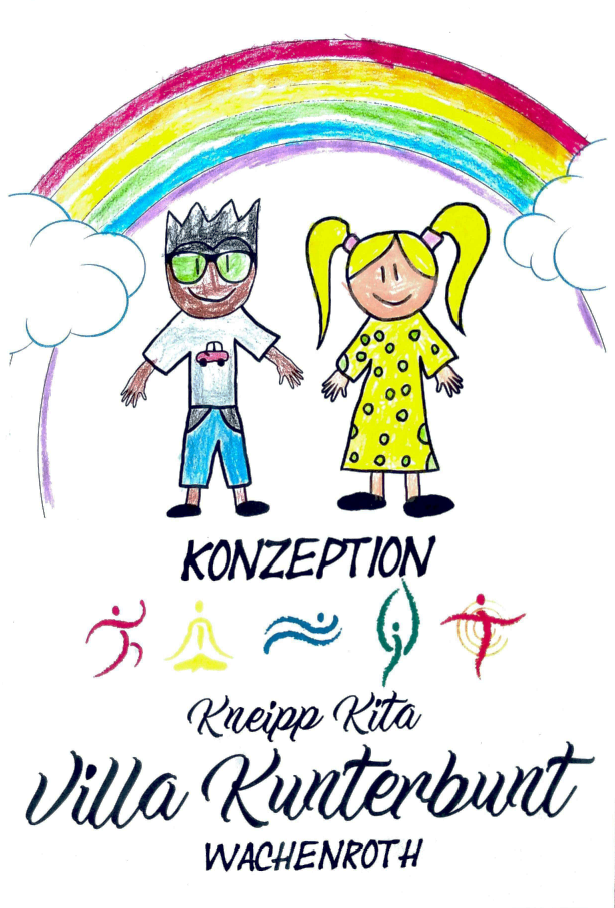 KONZEPTION
Kneipp Kita
Villa Kunterbunt
WACHENROTH